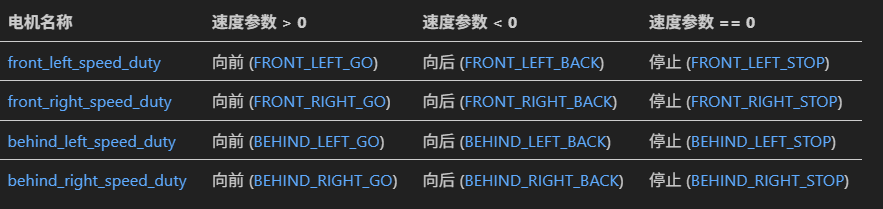 电机名称 速度参数 > 0 速度参数 < 0 速度参数 == 0
front_left_speed_duty 向前 (FRONT_LEFT_GO) 向后 (FRONT_LEFT_BACK) 停止 (FRONT_LEFT_STOP)
front_right_speed_duty 向前 (FRONT_RIGHT_GO) 向后 (FRONT_RIGHT_BACK) 停止 (FRONT_RIGHT_STOP)
behind_left_speed_duty 向前 (BEHIND_LEFT_GO) 向后 (BEHIND_LEFT_BACK) 停止 (BEHIND_LEFT_STOP)
behind_right_speed_duty 向前 (BEHIND_RIGHT_GO) 向后 (BEHIND_RIGHT_BACK) 停止 (BEHIND_RIGHT_STOP)